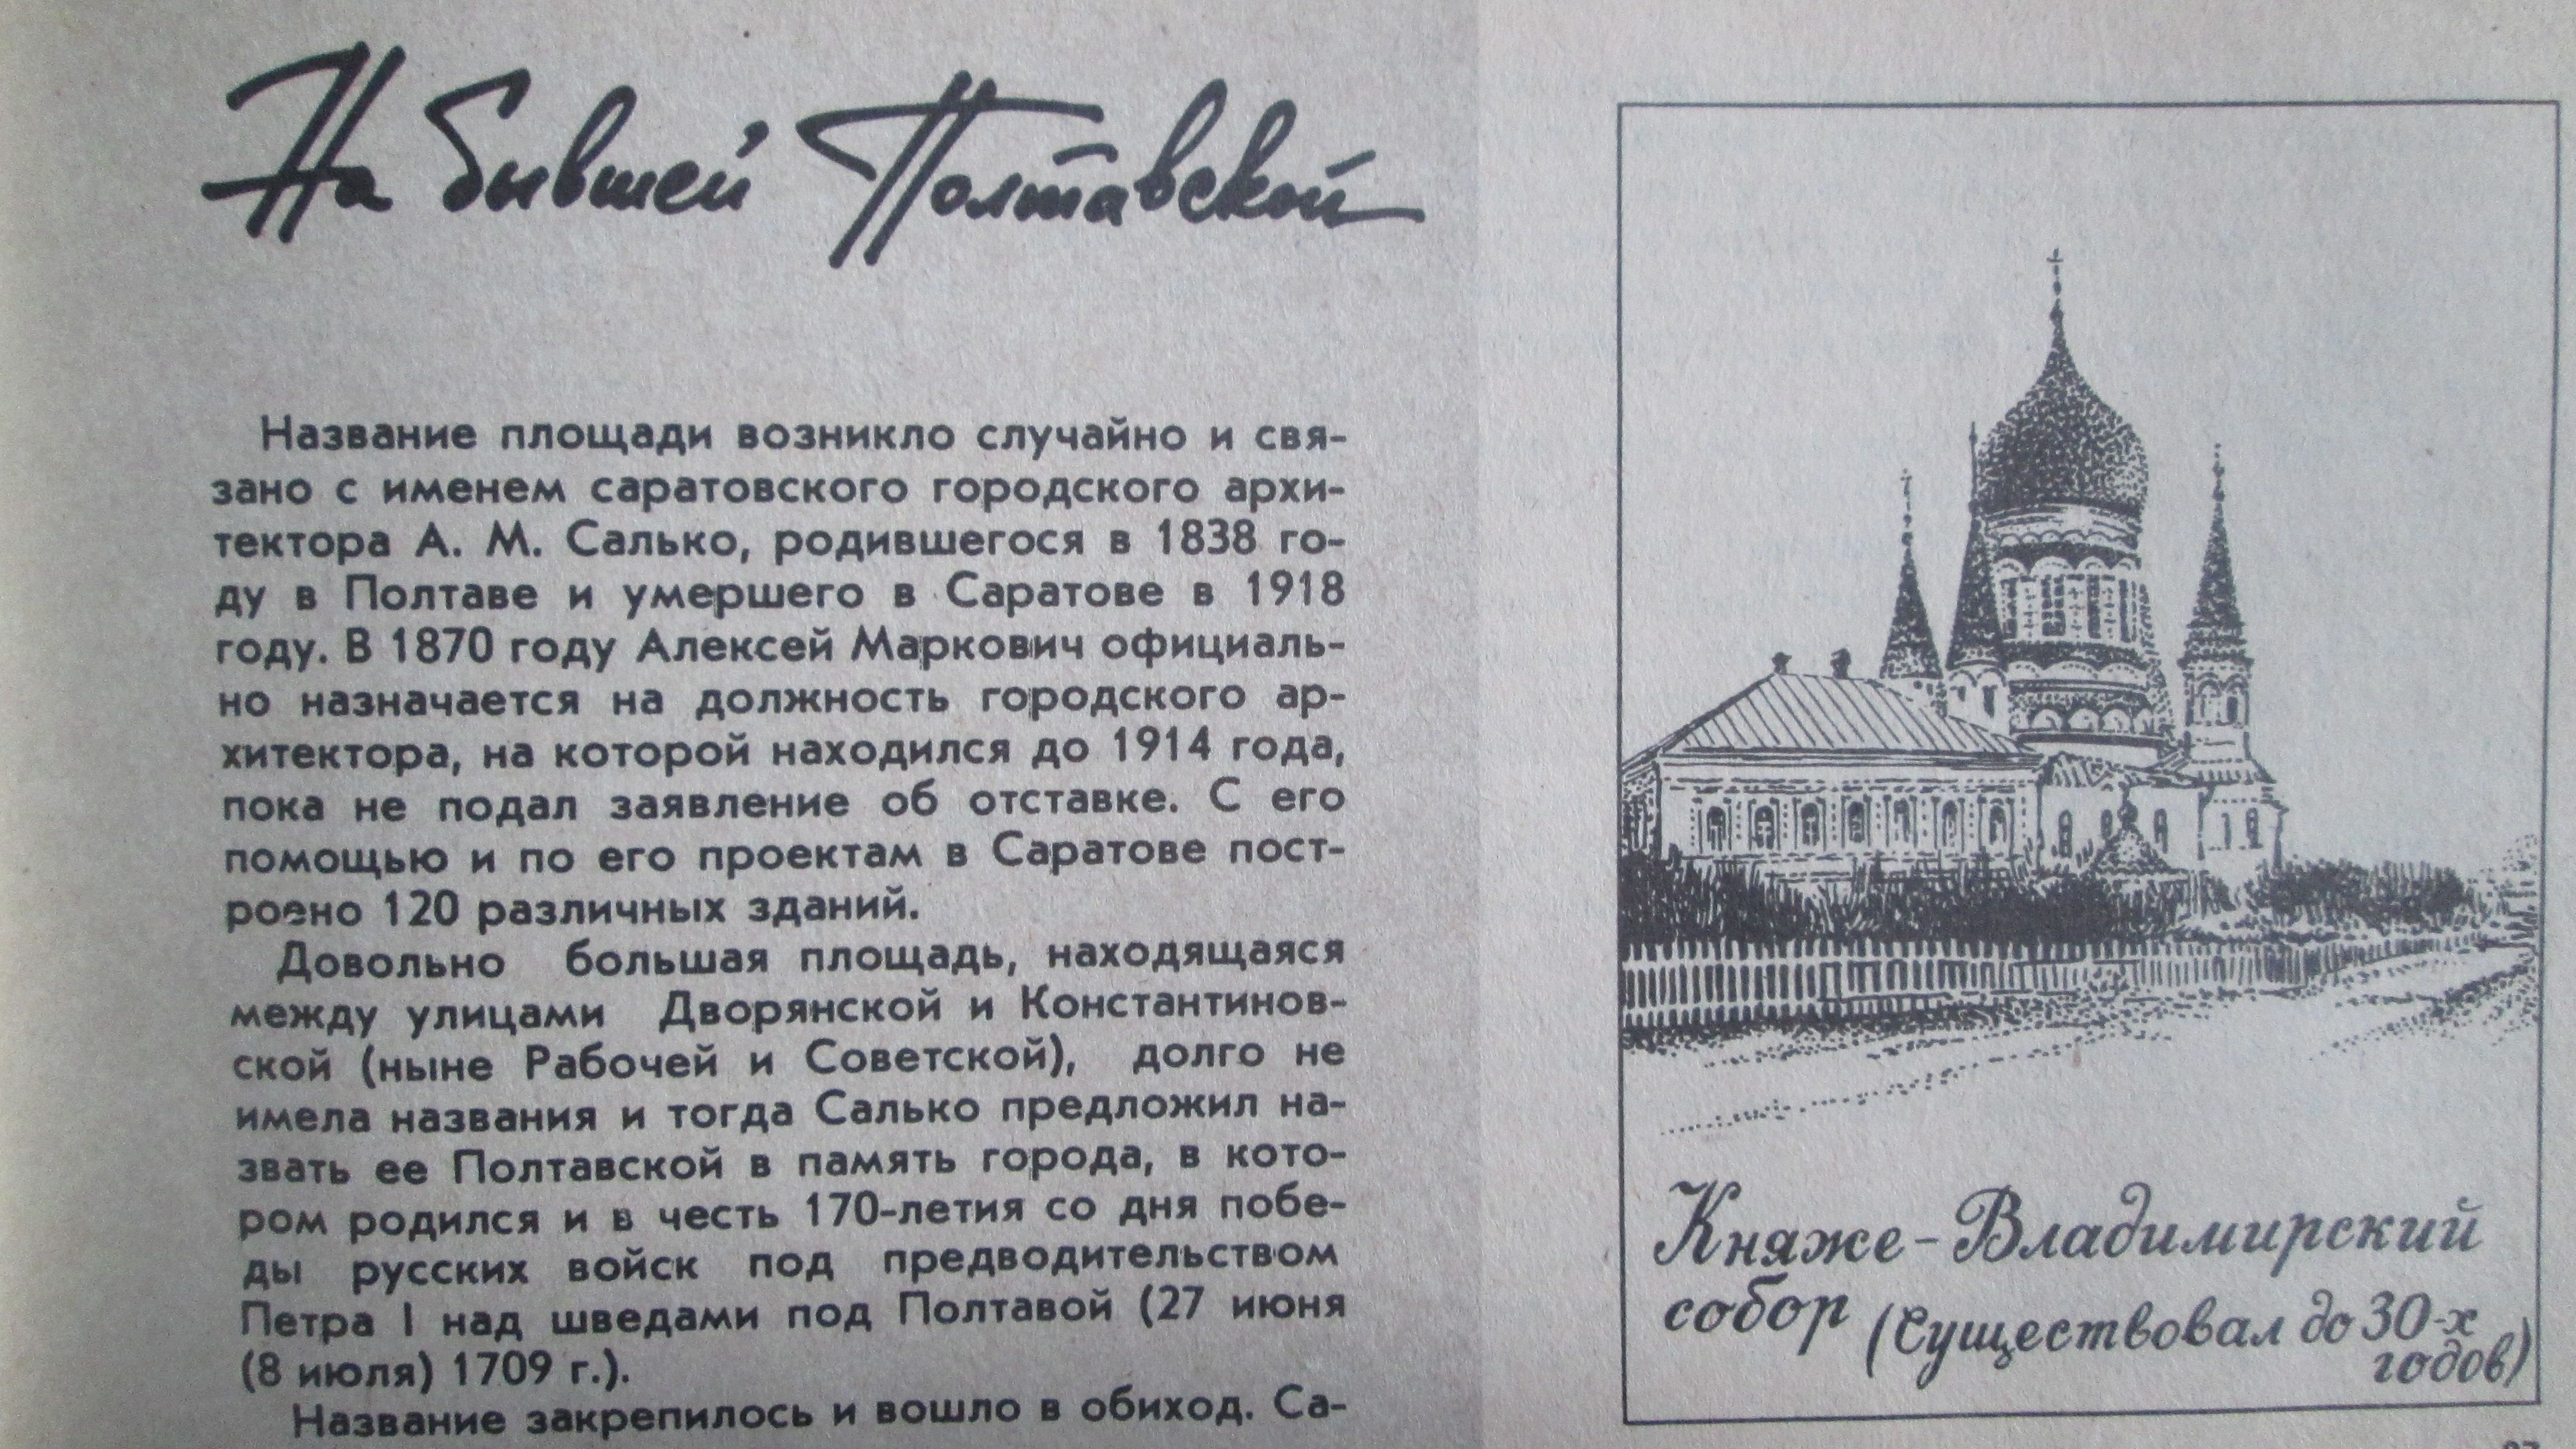 На бывшей Полтавской
Название площади возникло случайно и свя-
зано с именем саратовского городского архи-
тектора А. М. Салько, родившегося в 1838 го-
ду в Полтаве и умершего в Саратове в 1918
году. В 1870 году Алексей Маркович официаль-
но назначается на должность городского ар-
хитектора, на которой находился до 1914 года,
пока не подал заявление об отставке. С его
помощью и по его проектам в Саратове пост-
роено 120 различных зданий.
Довольно большая площадь, находящаяся
между улицами Дворянской и Константинов-
ской (ныне Рабочей и Советской), долго не
имела названия и тогда Салько предложил на-
звать ее Полтавской в память города, в кото-
ром родился и в честь 170-летия со дня побе-
ды русских войск под предводительством
Петра I над шведами под Полтавой (27 июня
(8 июля) 1709 г.).
Название закрепилось и вошло в обиход. Са-
Княже-Владимирский
собор (Существовал до 30-х
годов)